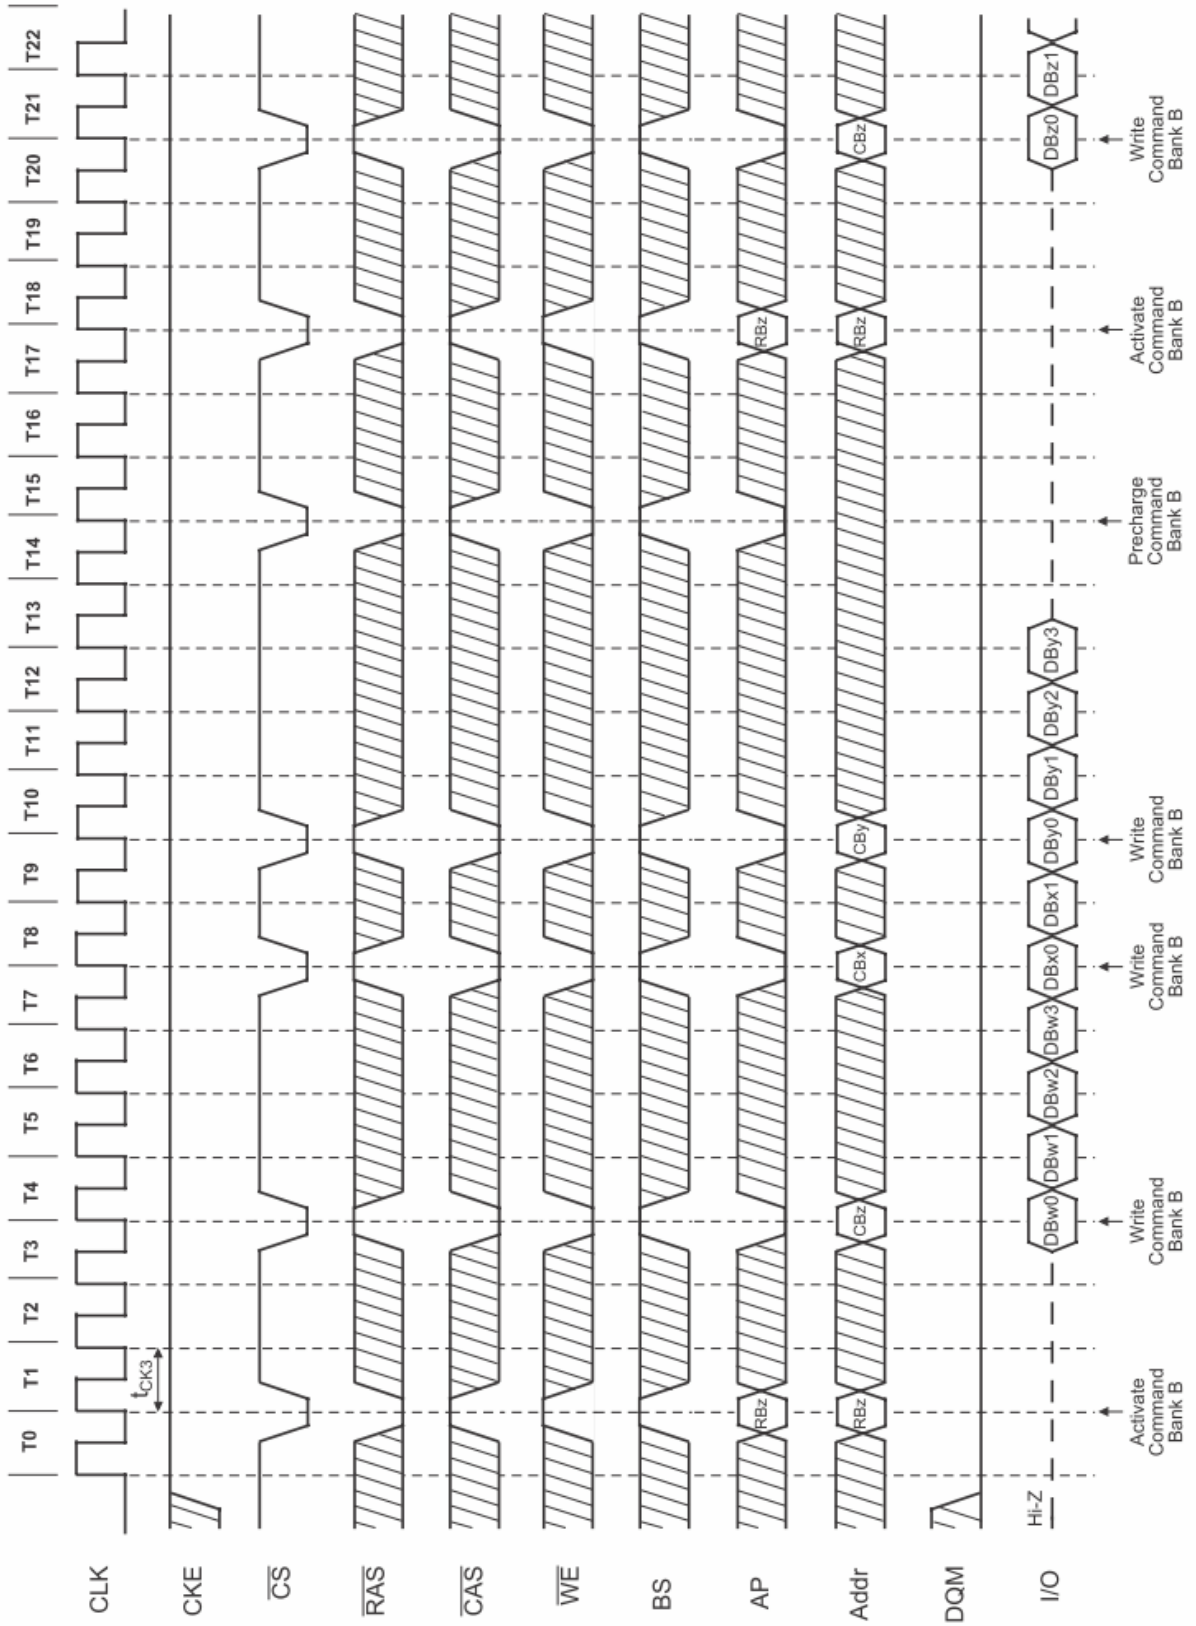 T0 T1 T2 T3 T4 T5 T6 T7 T8 T9 T10 T11 T12 T13 T14 T15 T16 T17 T18 T19 T20 T21 T22
CLK
tCK3
CKE
CS
RAS
CAS
WE
BS
AP RBz RBz
Addr RBz CBz CBx CBy RBz CBz
DQM
Hi-Z
I/O DBw0 DBw1 DBw2 DBw3 DBx0 DBx1 DBy0 DBy1 DBy2 DBy3 DBz0 DBz1
Activate
Command
Bank B
Write
Command
Bank B
Write
Command
Bank B
Write
Command
Bank B
Precharge
Command
Bank B
Activate
Command
Bank B
Write
Command
Bank B